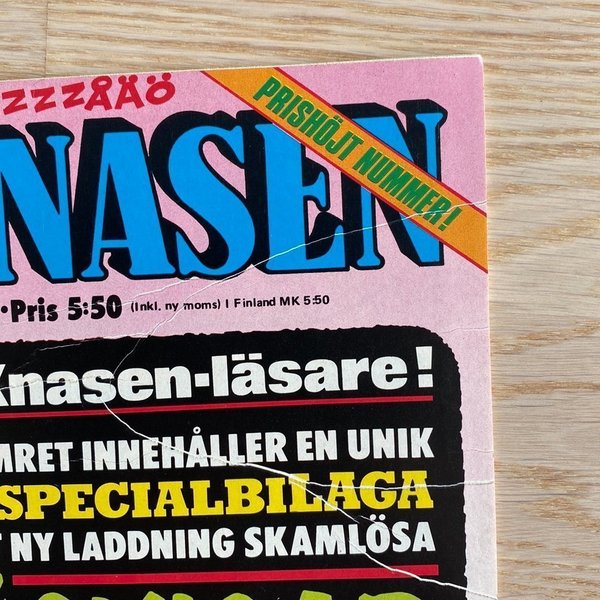 ZZZÅÄÖ
NASEN
PRISHÖJT NUMMER!
·Pris 5:50 (Inkl. ny moms) I Finland MK 5:50
Knasen-läsare!
MRET INNEHÅLLER EN UNIK
SPECIALBILAGA
T NY LADDNING SKAMLÖSA